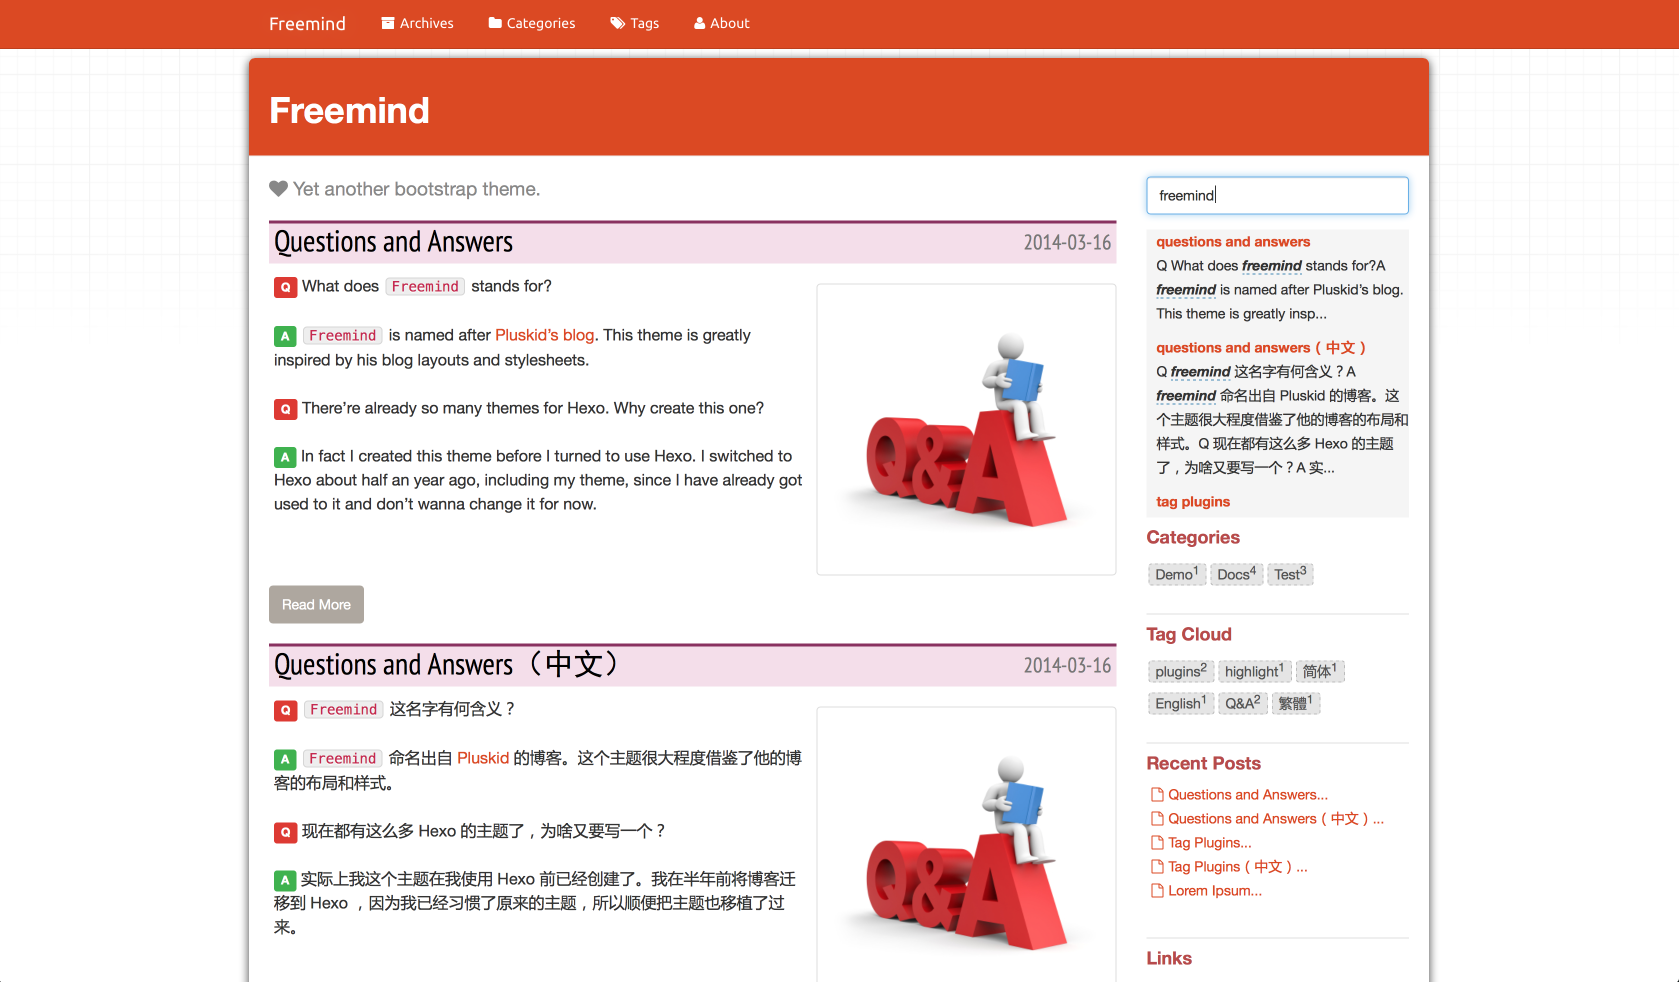 Freemind Archives Categories Tags About
Freemind
Yet another bootstrap theme.
Questions and Answers 2014-03-16
Q What does Freemind stands for?
A Freemind is named after Pluskid’s blog. This theme is greatly
inspired by his blog layouts and stylesheets.
Q There’re already so many themes for Hexo. Why create this one?
A In fact I created this theme before I turned to use Hexo. I switched to
Hexo about half an year ago, including my theme, since I have already got
used to it and don’t wanna change it for now.
Q&A
Read More
Questions and Answers（中文） 2014-03-16
Q Freemind 这名字有何含义？
A Freemind 命名出自 Pluskid 的博客。这个主题很大程度借鉴了他的博
客的布局和样式。
Q 现在都有这么多 Hexo 的主题了，为啥又要写一个？
A 实际上我这个主题在我使用 Hexo 前已经创建了。我在半年前将博客迁
移到 Hexo ，因为我已经习惯了原来的主题，所以顺便把主题也移植了过
来。
Q&A
freemind
questions and answers
Q What does freemind stands for?A
freemind is named after Pluskid’s blog.
This theme is greatly insp...
questions and answers（中文）
Q freemind 这名字有何含义？A
freemind 命名出自 Pluskid 的博客。这
个主题很大程度借鉴了他的博客的布局和
样式。Q 现在都有这么多 Hexo 的主题
了，为啥又要写一个？A 实...
tag plugins
Categories
Demo1 Docs4 Test3
Tag Cloud
plugins2 highlight1 简体1
English1 Q&A2 繁體1
Recent Posts
Questions and Answers...
Questions and Answers（中文）...
Tag Plugins...
Tag Plugins（中文）...
Lorem Ipsum...
Links